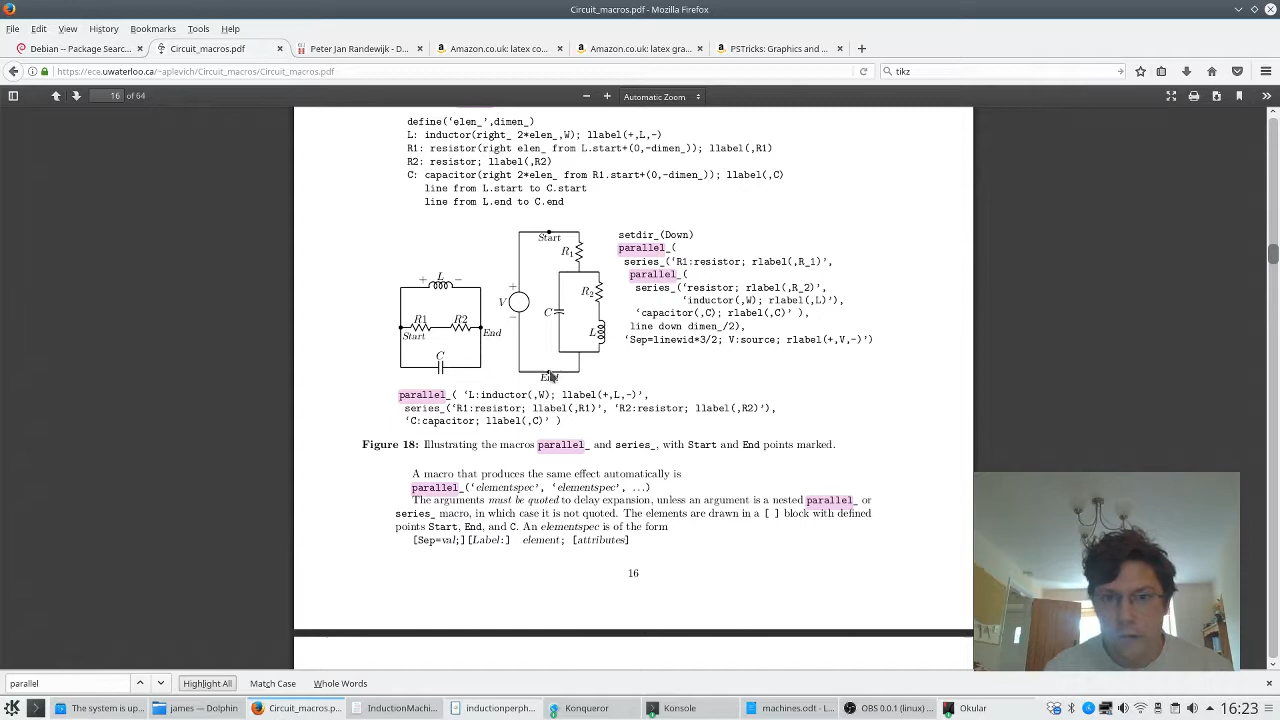 Circuit_macros.pdf - Mozilla Firefox
File Edit View History Bookmarks Tools Help
Debian -- Package Searc... Circuit_macros.pdf Peter Jan Randewijk - D... Amazon.co.uk: latex co... Amazon.co.uk: latex gra... PSTricks: Graphics and ...
https://ece.uwaterloo.ca/~aplevich/Circuit_macros/Circuit_macros.pdf tikz
16 of 64 Automatic Zoom
define(‘elen_’,dimen_)
L: inductor(right_ 2*elen_,W); llabel(+,L,-)
R1: resistor(right elen_ from L.start+(0,-dimen_)); llabel(,R1)
R2: resistor; llabel(,R2)
C: capacitor(right 2*elen_ from R1.start+(0,-dimen_)); llabel(,C)
line from L.start to C.start
line from L.end to C.end
+ L −
R1 R2
Start End
C
Start
R1
+
V
−
C
R2
L
End
setdir_(Down)
parallel_(
series_(‘R1:resistor; rlabel(,R_1)’,
parallel_(
series_(‘resistor; rlabel(,R_2)’,
‘inductor(,W); rlabel(,L)’),
‘capacitor(,C); rlabel(,C)’ ),
line down dimen_/2),
‘Sep=linewid*3/2; V:source; rlabel(+,V,-)’)
parallel_( ‘L:inductor(,W); llabel(+,L,-)’,
series_(‘R1:resistor; llabel(,R1)’, ‘R2:resistor; llabel(,R2)’),
‘C:capacitor; llabel(,C)’ )
Figure 18: Illustrating the macros parallel_ and series_, with Start and End points marked.
A macro that produces the same effect automatically is
parallel_(‘elementspec’, ‘elementspec’, ...)
The arguments must be quoted to delay expansion, unless an argument is a nested parallel_ or
series_ macro, in which case it is not quoted. The elements are drawn in a [ ] block with defined
points Start, End, and C. An elementspec is of the form
[Sep=val;][Label:] element; [attributes]
16
parallel Highlight All Match Case Whole Words
The system is up... james — Dolphin Circuit_macros.p... InductionMachin... inductionperpha... Konqueror Konsole machines.odt - L... OBS 0.0.1 (linux) ... Okular 16:23